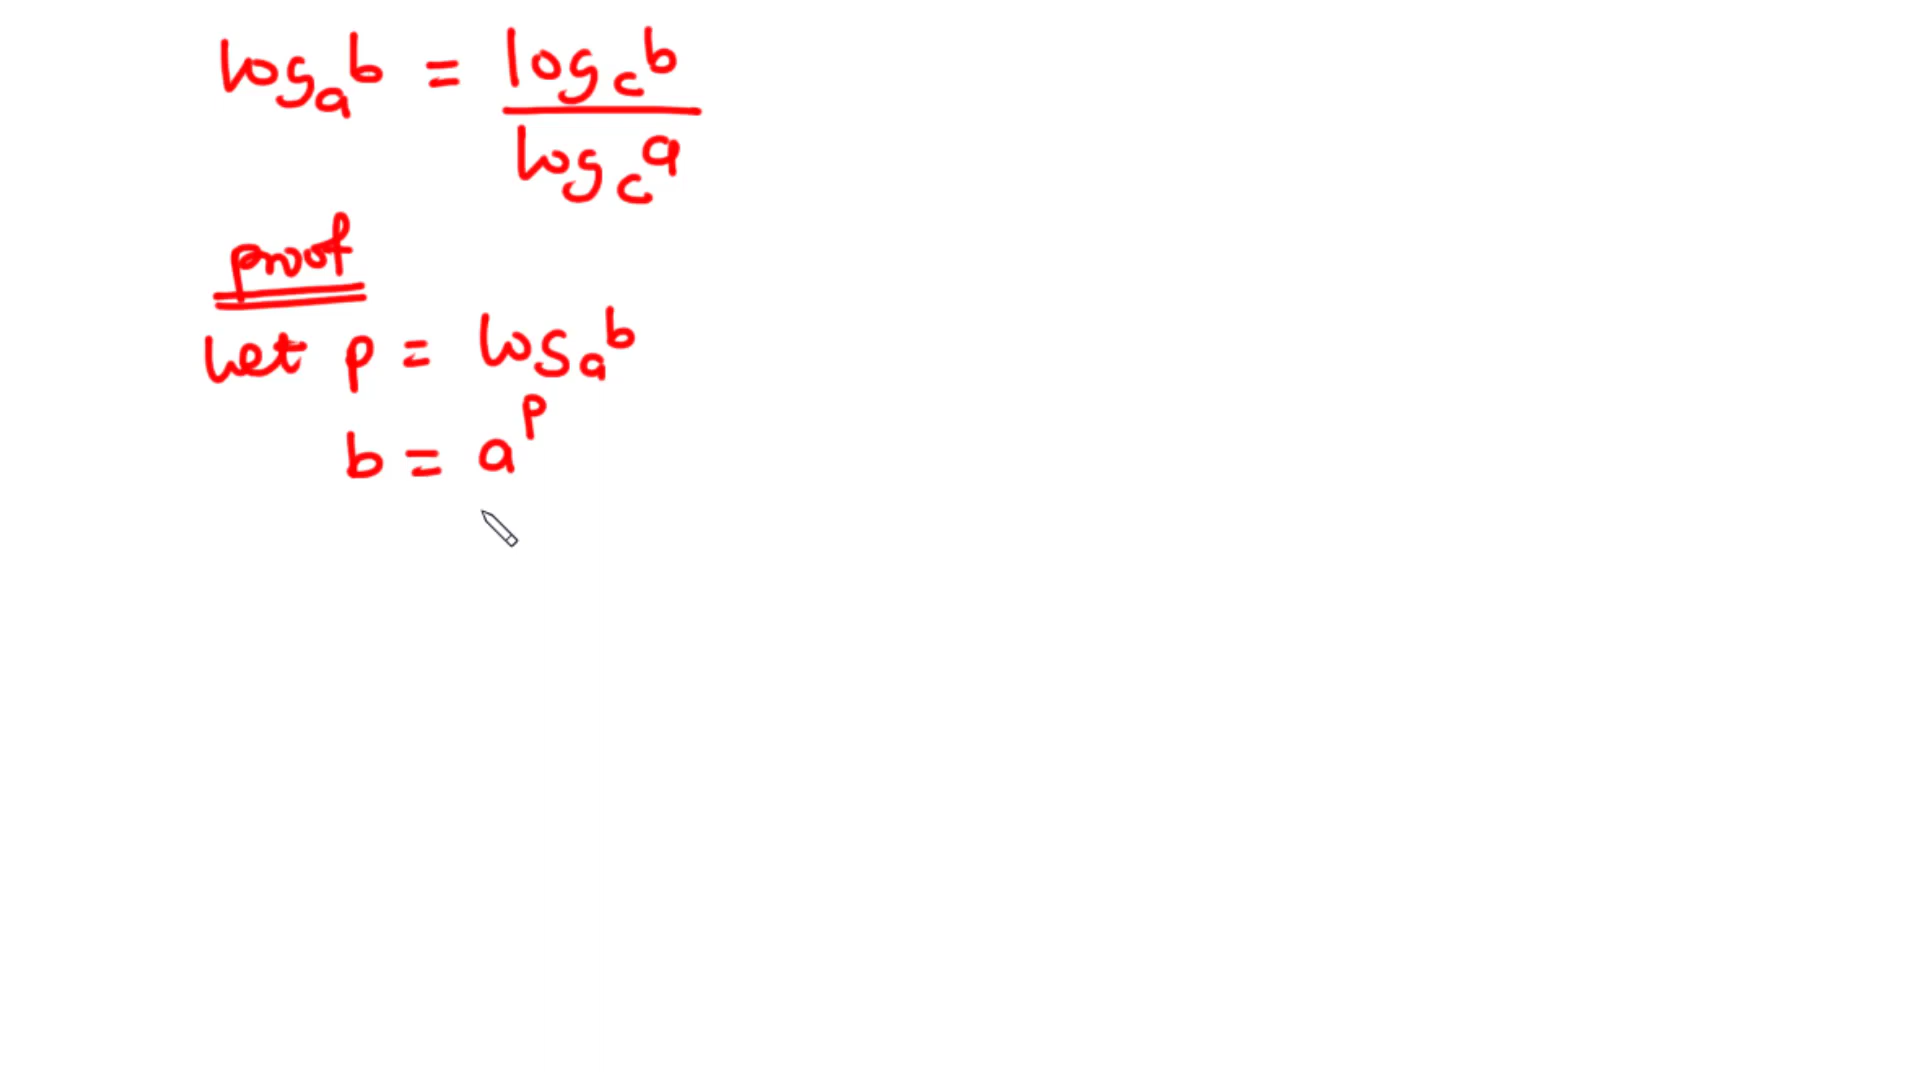 log_a b = log_c b / log_c a
proof
Let p = log_a b
b = a^p